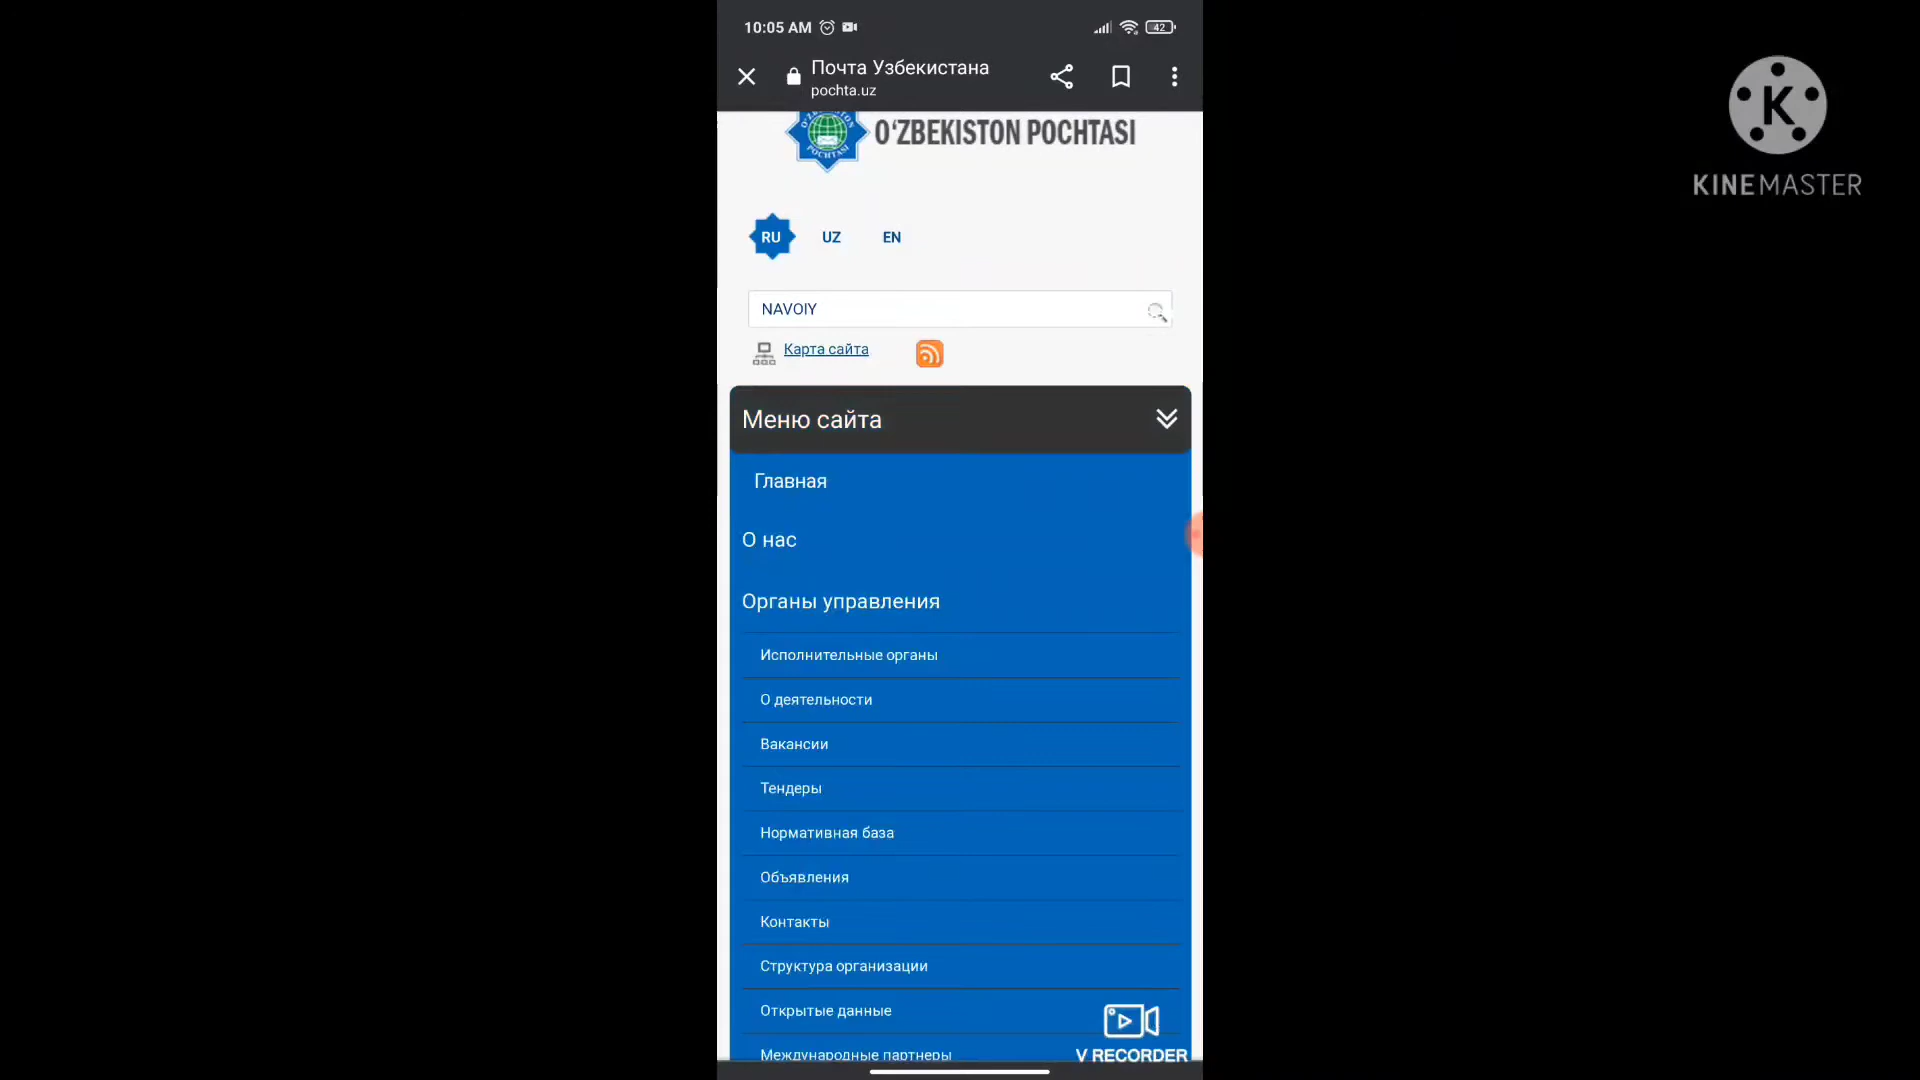 10:05 AM
42
Почта Узбекистана
pochta.uz
O‘ZBEKISTON POCHTASI
RU UZ EN
NAVOIY
Карта сайта
Меню сайта
Главная
О нас
Органы управления
Исполнительные органы
О деятельности
Вакансии
Тендеры
Нормативная база
Объявления
Контакты
Структура организации
Открытые данные
Международные партнеры
V RECORDER
K
KINEMASTER